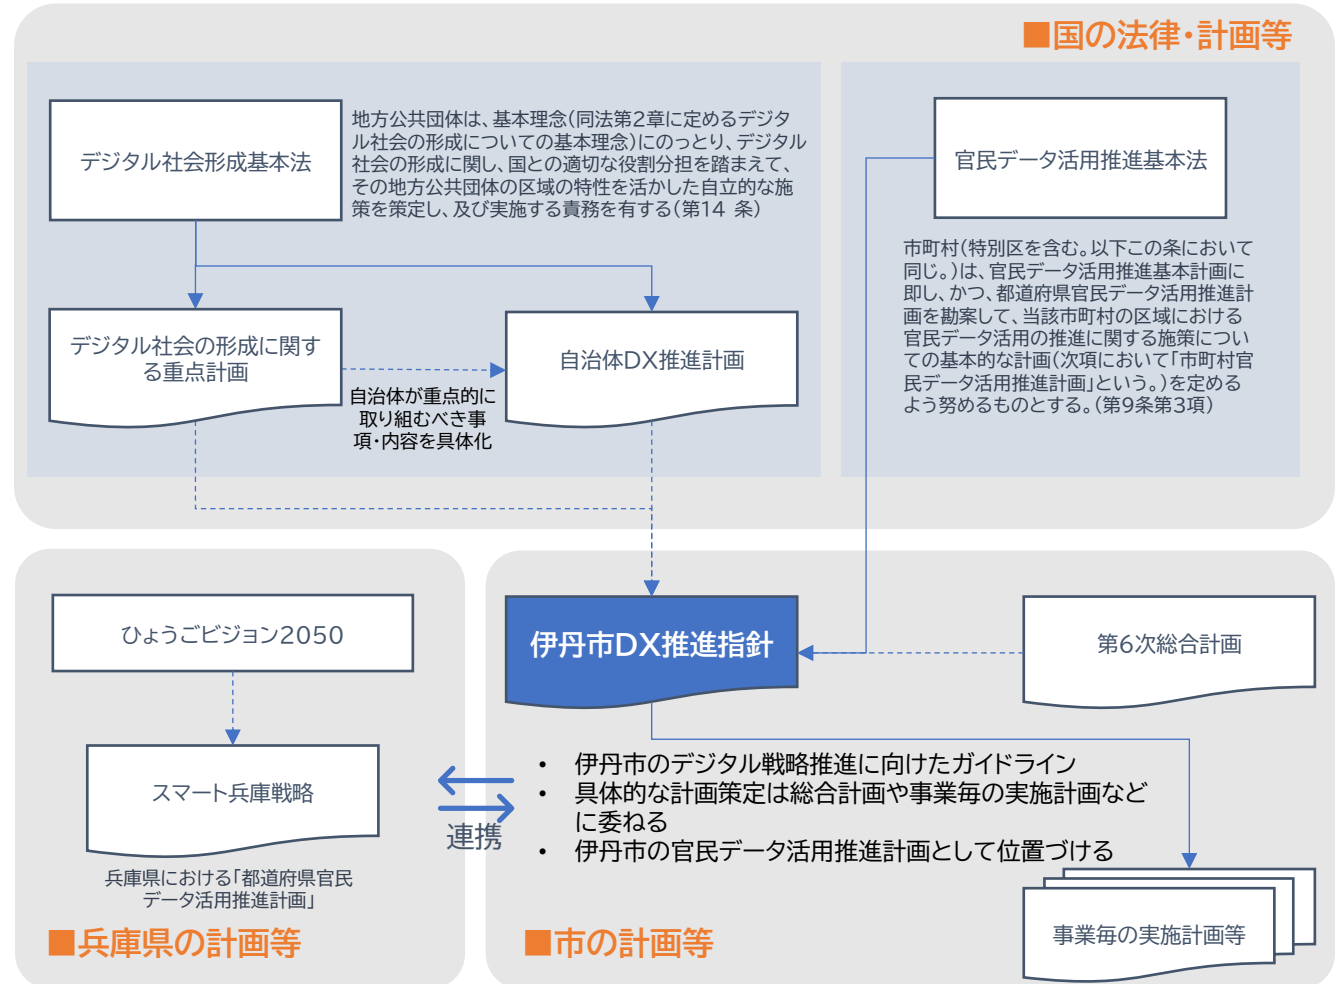 ■国の法律・計画等
デジタル社会形成基本法
地方公共団体は、基本理念(同法第2章に定めるデジタ
ル社会の形成についての基本理念)にのっとり、デジタル
社会の形成に関し、国との適切な役割分担を踏まえて、
その地方公共団体の区域の特性を活かした自立的な施
策を策定し、及び実施する責務を有する(第14 条)
官民データ活用推進基本法
市町村(特別区を含む。以下この条において
同じ。)は、官民データ活用推進基本計画に
即し、かつ、都道府県官民データ活用推進計
画を勘案して、当該市町村の区域における
官民データ活用の推進に関する施策につい
ての基本的な計画(次項において「市町村官
民データ活用推進計画」という。)を定める
よう努めるものとする。(第9条第3項)
デジタル社会の形成に関す
る重点計画
自治体が重点的に
取り組むべき事
項・内容を具体化
自治体DX推進計画
ひょうごビジョン2050
スマート兵庫戦略
兵庫県における「都道府県官民
データ活用推進計画」
■兵庫県の計画等
連携
伊丹市DX推進指針
第6次総合計画
• 伊丹市のデジタル戦略推進に向けたガイドライン
• 具体的な計画策定は総合計画や事業毎の実施計画など
に委ねる
• 伊丹市の官民データ活用推進計画として位置づける
事業毎の実施計画等
■市の計画等